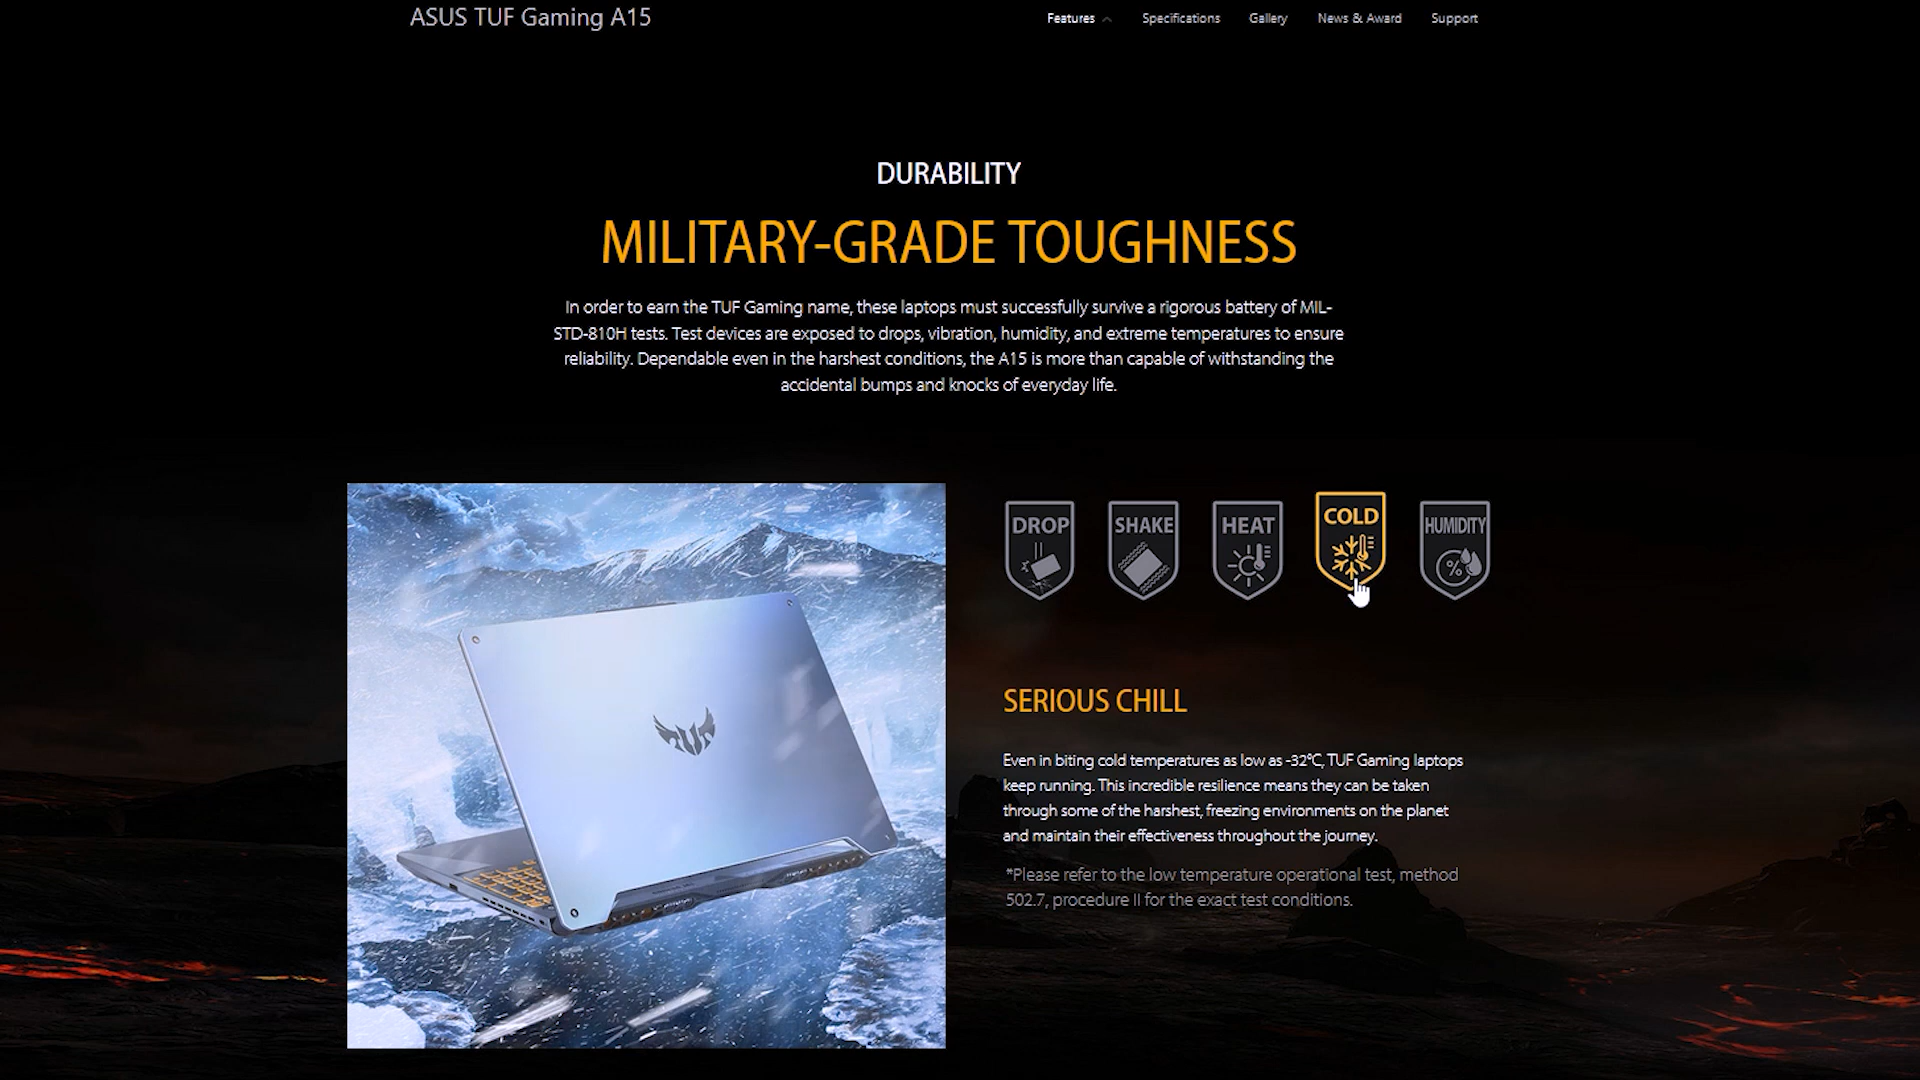 ASUS TUF Gaming A15
Features
Specifications
Gallery
News & Award
Support
DURABILITY
MILITARY-GRADE TOUGHNESS
In order to earn the TUF Gaming name, these laptops must successfully survive a rigorous battery of MIL-
STD-810H tests. Test devices are exposed to drops, vibration, humidity, and extreme temperatures to ensure
reliability. Dependable even in the harshest conditions, the A15 is more than capable of withstanding the
accidental bumps and knocks of everyday life.
DROP
SHAKE
HEAT
COLD
HUMIDITY
%
TUF
SERIOUS CHILL
Even in biting cold temperatures as low as -32°C, TUF Gaming laptops
keep running. This incredible resilience means they can be taken
through some of the harshest, freezing environments on the planet
and maintain their effectiveness throughout the journey.
*Please refer to the low temperature operational test, method
502.7, procedure II for the exact test conditions.